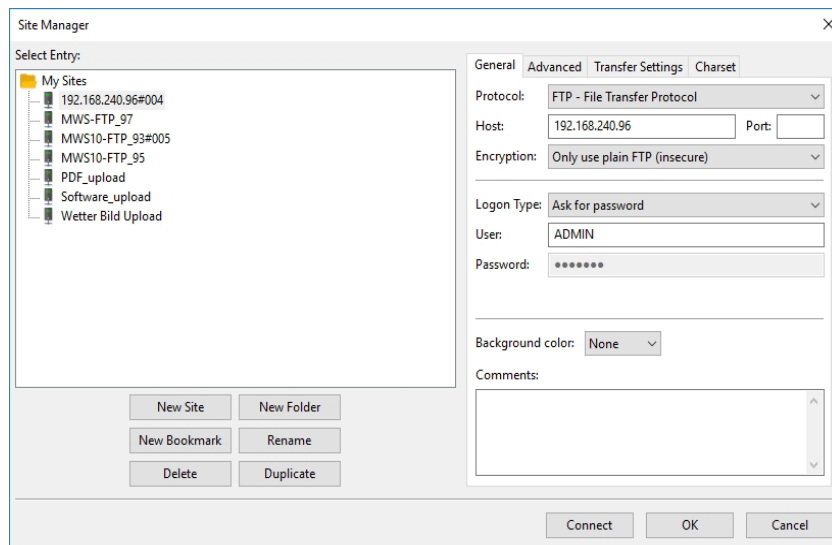 Site Manager
Select Entry:
My Sites
192.168.240.96#004
MWS-FTP_97
MWS10-FTP_93#005
MWS10-FTP_95
PDF_upload
Software_upload
Wetter Bild Upload
New Site New Folder
New Bookmark Rename
Delete Duplicate
General Advanced Transfer Settings Charset
Protocol: FTP - File Transfer Protocol
Host: 192.168.240.96 Port:
Encryption: Only use plain FTP (insecure)
Logon Type: Ask for password
User: ADMIN
Password: •••••••
Background color: None
Comments:
Connect OK Cancel